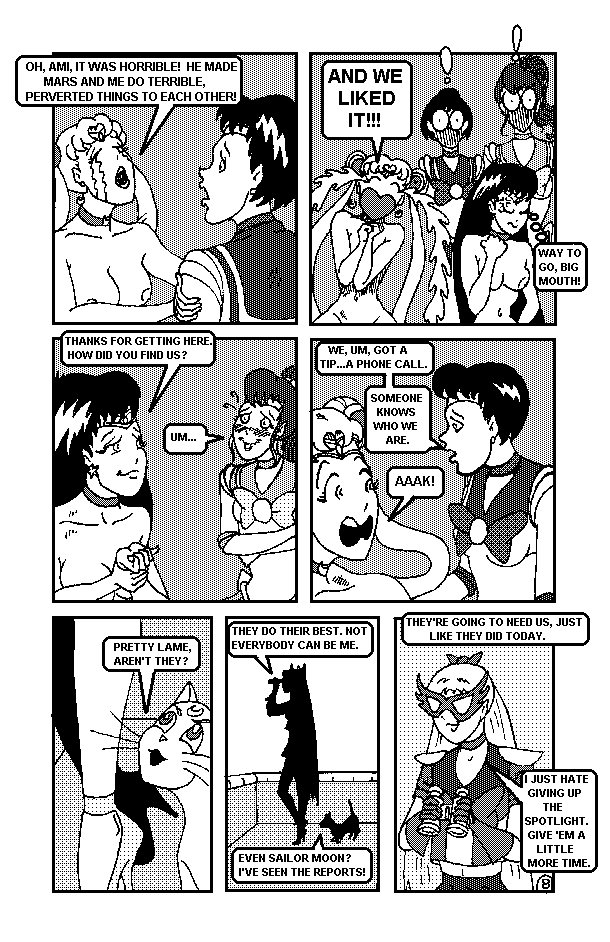 OH, AMI, IT WAS HORRIBLE! HE MADE
MARS AND ME DO TERRIBLE,
PERVERTED THINGS TO EACH OTHER!
AND WE
LIKED
IT!!!
WAY TO
GO, BIG
MOUTH!
THANKS FOR GETTING HERE.
HOW DID YOU FIND US?
UM...
WE, UM, GOT A
TIP...A PHONE CALL.
SOMEONE
KNOWS
WHO WE
ARE.
AAAK!
PRETTY LAME,
AREN'T THEY?
THEY DO THEIR BEST. NOT
EVERYBODY CAN BE ME.
EVEN SAILOR MOON?
I'VE SEEN THE REPORTS!
THEY'RE GOING TO NEED US, JUST
LIKE THEY DID TODAY.
I JUST HATE
GIVING UP
THE
SPOTLIGHT.
GIVE 'EM A
LITTLE
MORE TIME.
8